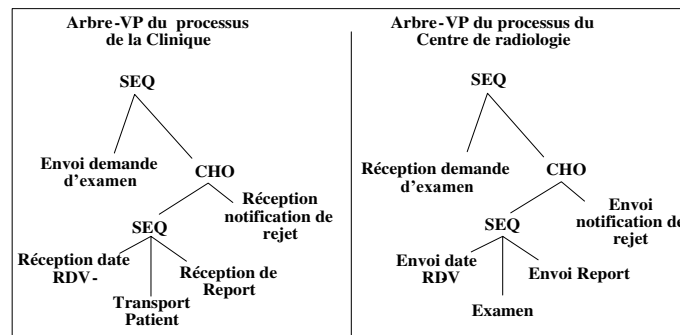 Arbre-VP du processus
de la Clinique
SEQ
Envoi demande
d'examen
CHO
Réception
notification de
rejet
SEQ
Réception date
RDV-
Réception de
Report
Transport
Patient
Arbre-VP du processus du
Centre de radiologie
SEQ
Réception demande
d'examen
CHO
Envoi
notification de
rejet
SEQ
Envoi date
RDV
Envoi Report
Examen